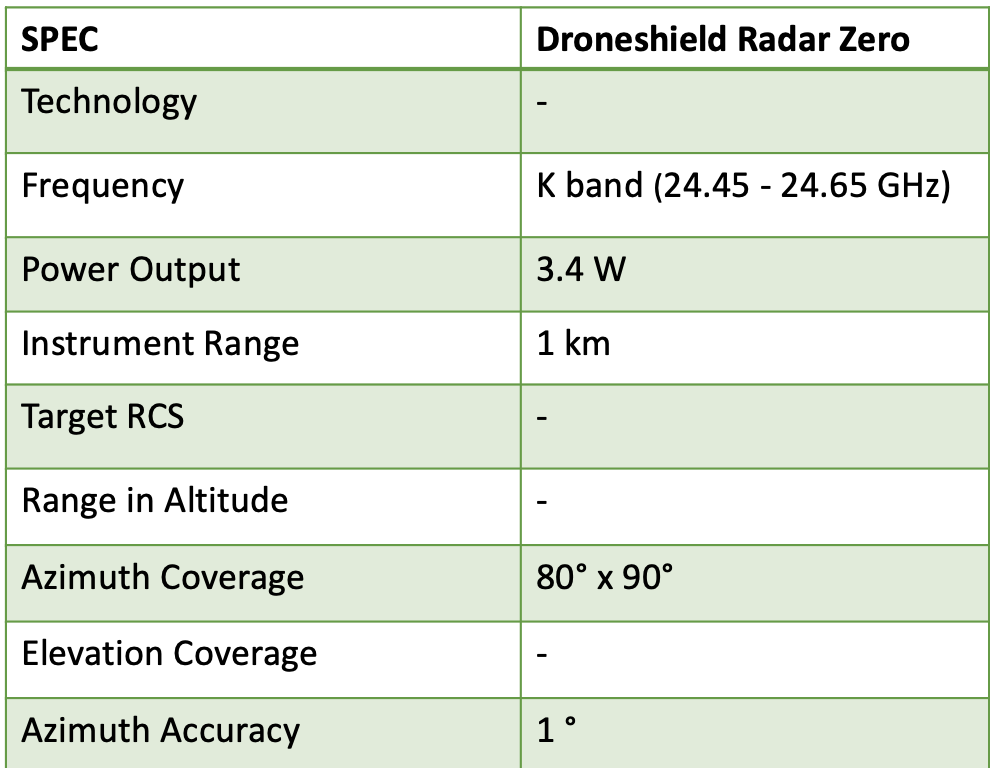 SPEC Droneshield Radar Zero
Technology -
Frequency K band (24.45 - 24.65 GHz)
Power Output 3.4 W
Instrument Range 1 km
Target RCS -
Range in Altitude -
Azimuth Coverage 80° x 90°
Elevation Coverage -
Azimuth Accuracy 1 °